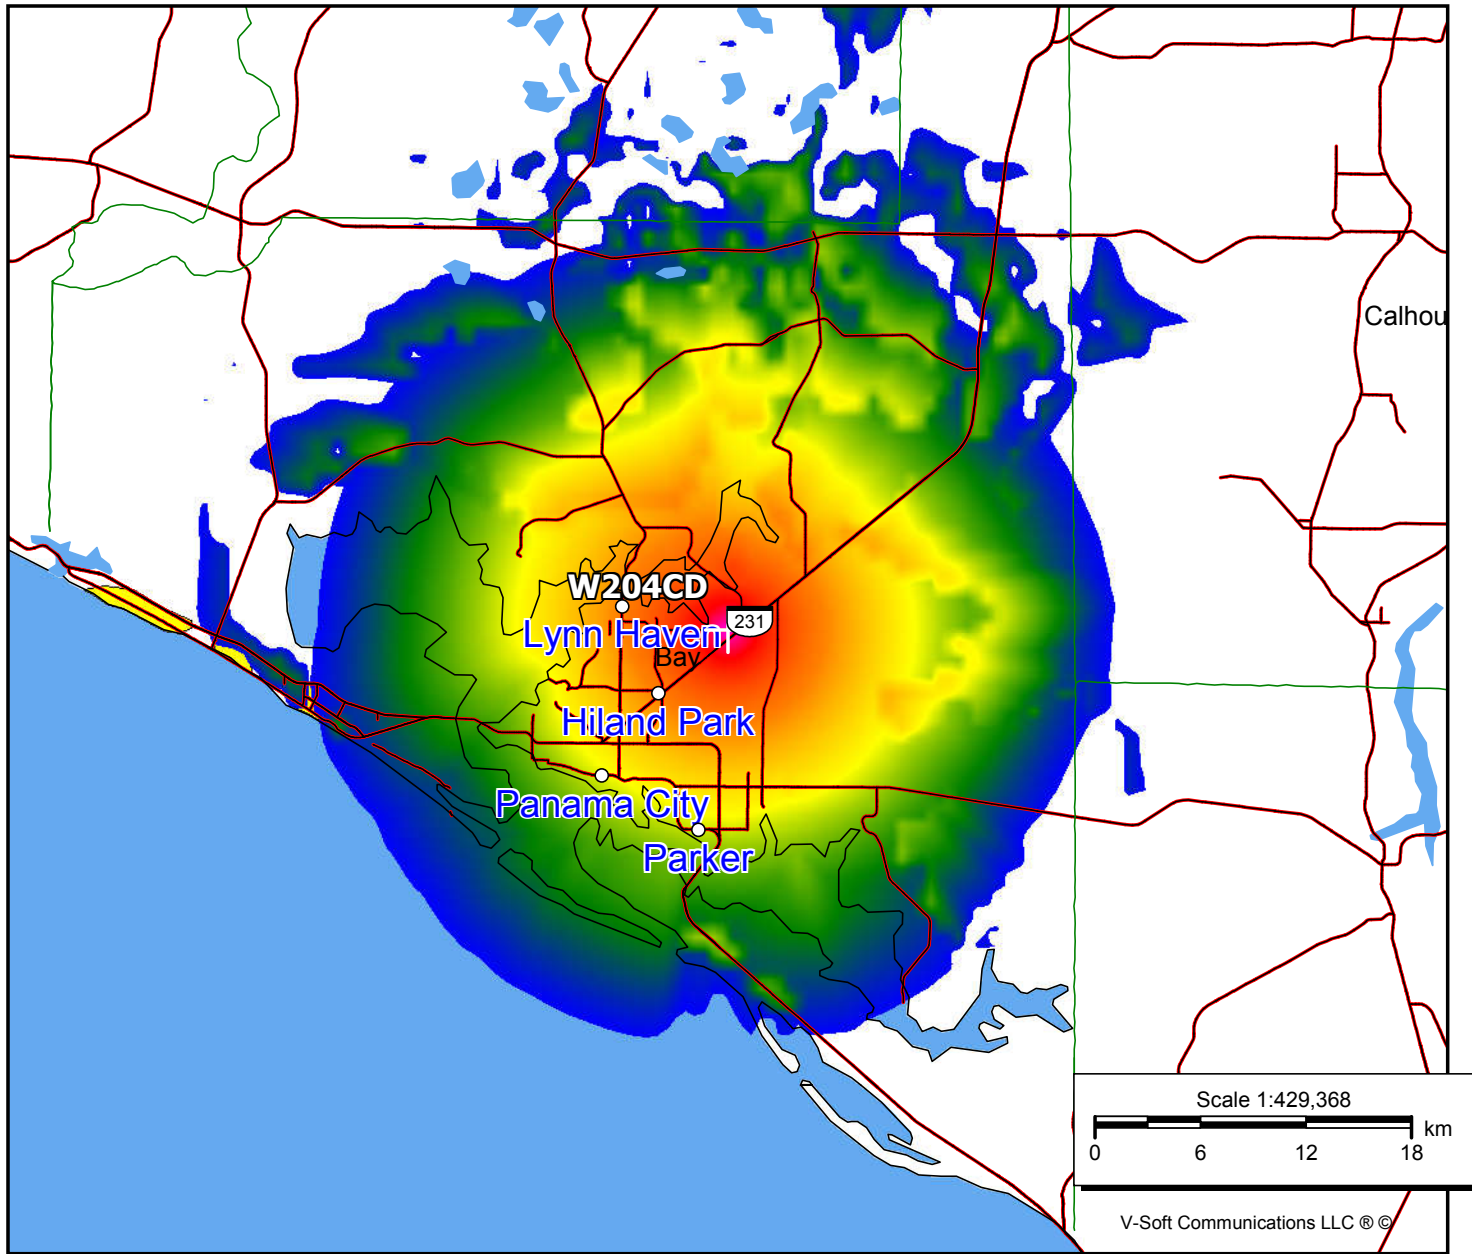 Calhou
W204CD
231
Lynn Haven
Bay
Hiland Park
Panama City
Parker
Scale 1:429,368
km
0 6 12 18
V-Soft Communications LLC ® ©